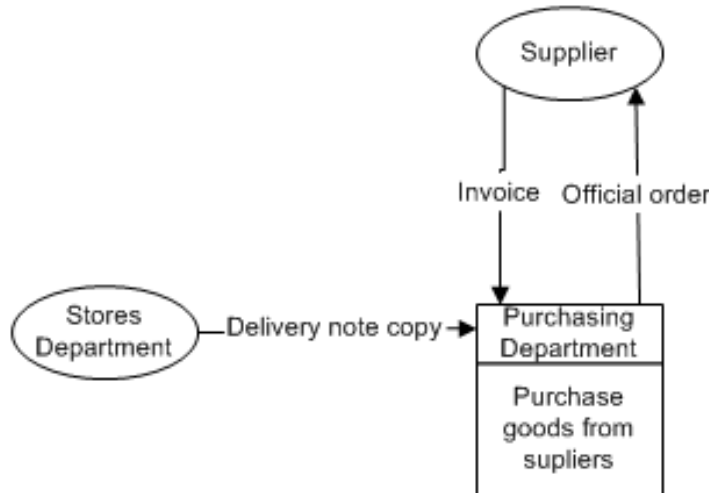 Supplier
Invoice
Official order
Stores
Department
Delivery note copy
Purchasing
Department
Purchase
goods from
supliers